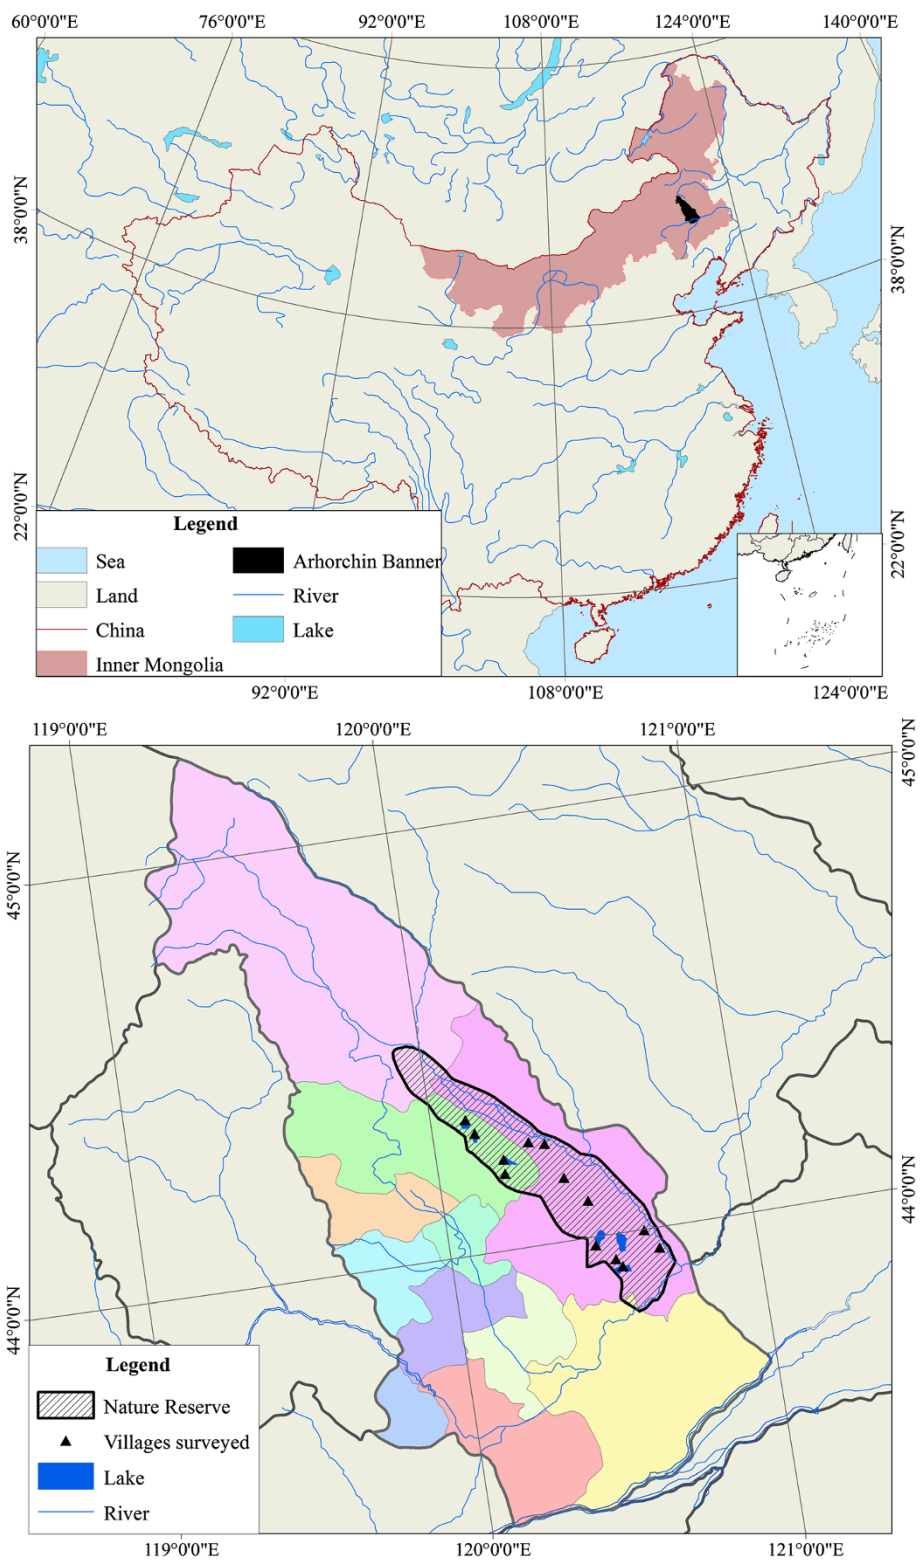 60°0'0"E 76°0'0"E 92°0'0"E 108°0'0"E 124°0'0"E 140°0'0"E
38°0'0"N
38°0'0"N
22°0'0"N
22°0'0"N
Legend
Sea
Arhorchin Banner
Land
River
China
Lake
Inner Mongolia
92°0'0"E 108°0'0"E 124°0'0"E
119°0'0"E 120°0'0"E 121°0'0"E
45°0'0"N
45°0'0"N
44°0'0"N
44°0'0"N
Legend
Nature Reserve
Villages surveyed
Lake
River
119°0'0"E 120°0'0"E 121°0'0"E